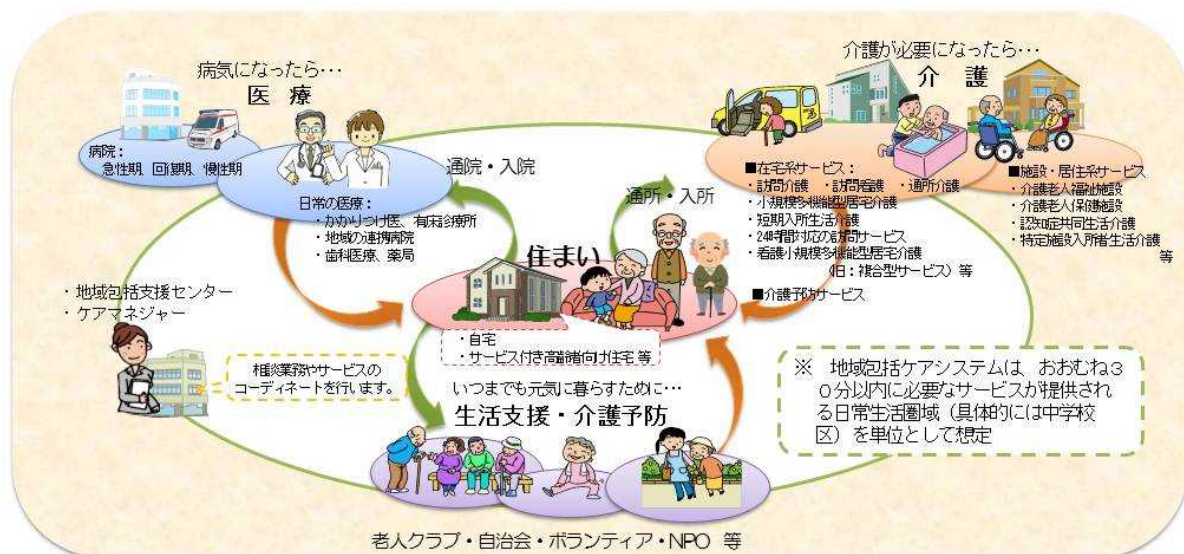 病気になったら…
医 療
病院：
急性期、回復期、慢性期
日常の医療：
・かかりつけ医、有床診療所
・地域の連携病院
・歯科医療、薬局
通院・入院
通所・入所
介護が必要になったら…
介 護
■在宅系サービス：
・訪問介護 ・訪問看護 ・通所介護
・小規模多機能型居宅介護
・短期入所生活介護
・24時間対応の訪問サービス
・看護小規模多機能型居宅介護
（旧：複合型サービス）等
■介護予防サービス
■施設・居住系サービス
・介護老人福祉施設
・介護老人保健施設
・認知症共同生活介護
・特定施設入所者生活介護
等
住まい
・自宅
・サービス付き高齢者向け住宅 等
・地域包括支援センター
・ケアマネジャー
相談業務やサービスの
コーディネートを行います。
いつまでも元気に暮らすために…
生活支援・介護予防
老人クラブ・自治会・ボランティア・NPO 等
※ 地域包括ケアシステムは、おおむね３
０分以内に必要なサービスが提供され
る日常生活圏域（具体的には中学校
区）を単位として想定